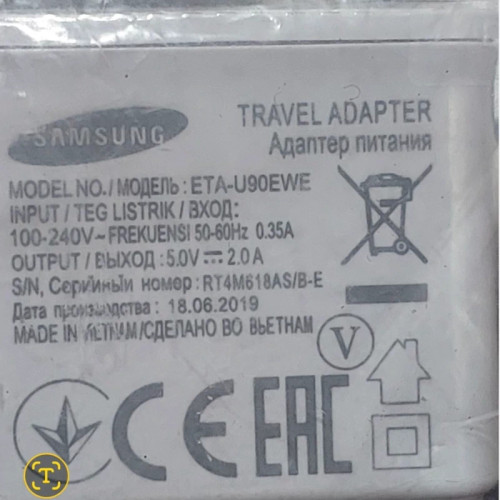 SAMSUNG
TRAVEL ADAPTER
Адаптер питания
MODEL NO./МОДЕЛЬ : ETA-U90EWE
INPUT / TEG LISTRIK / ВХОД:
100-240V~FREKUENSI 50-60Hz 0.35A
OUTPUT / ВЫХОД : 5.0V⎓2.0A
S/N, Серийный номер: RT4M618AS/B-E
Дата производства : 18.06.2019
MADE IN VIETNAM/СДЕЛАНО ВО ВЬЕТНАМ
V
CE EAC
T